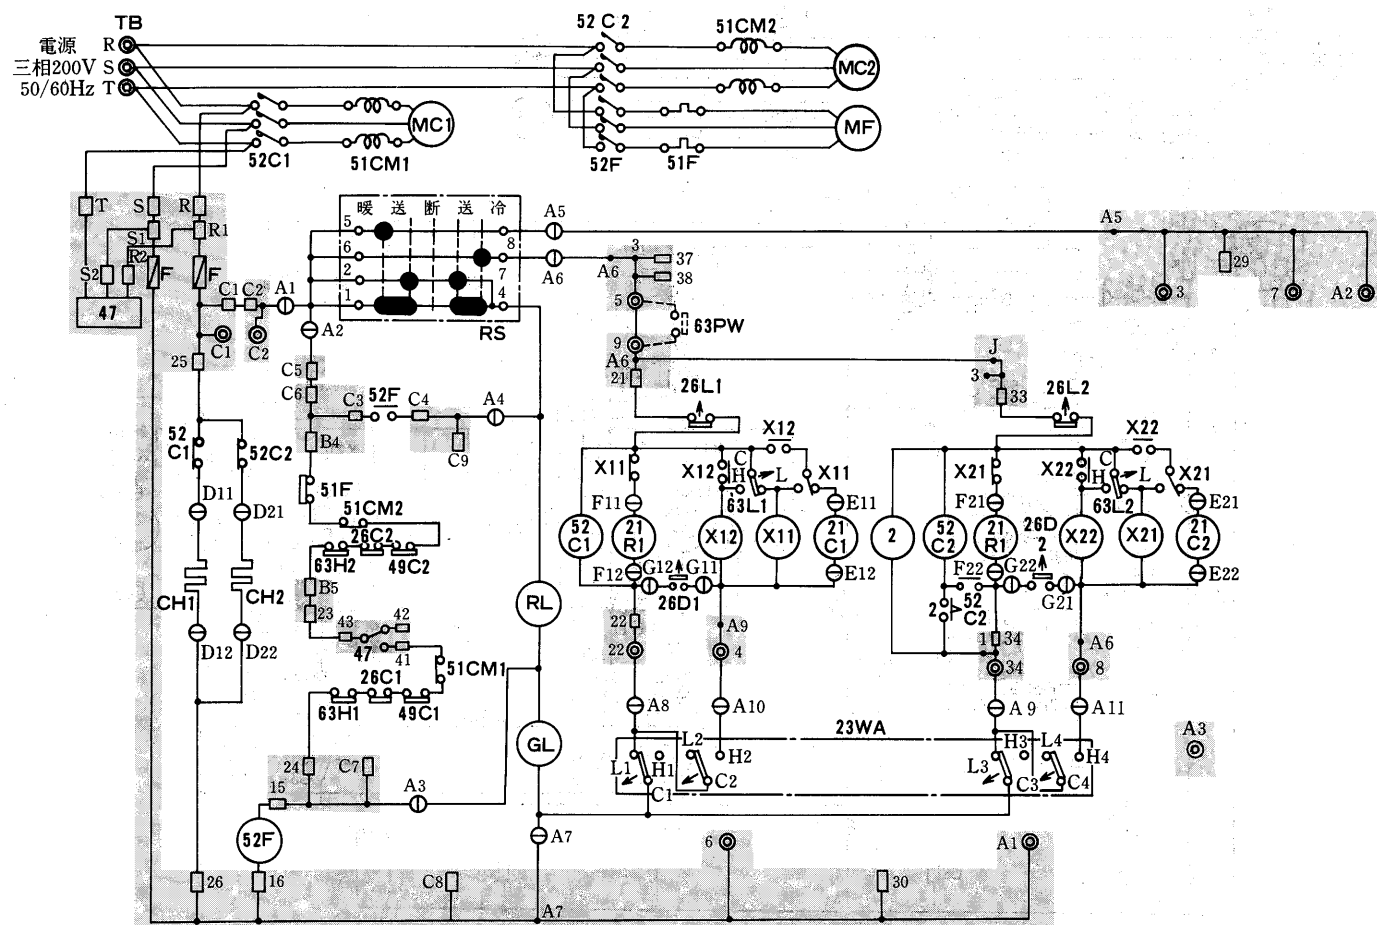 TB
電源 R
三相200V S
50/60Hz T
52C2
51CM2
MC2
MC1
MF
52C1
51CM1
52F
51F
T
S
R
S1
R1
R2
S2
F
F
47
暖 送 断 送 冷
5
6
2
1
8
7
4
RS
A5
A6
A5
3
37
A6
38
5
63PW
9
A6
21
29
3
7
A2
C1
C2
A1
C1
C2
A2
25
C5
C6
C3
52F
C4
A4
C9
B4
J
3
33
26L1
26L2
52
C1
52C2
D11
D21
CH1
CH2
D12
D22
51F
51CM2
26C2
63H2
49C2
B5
23
43
42
47
41
51CM1
26C1
63H1
49C1
RL
GL
X12
X11
X12
C
H
L
X11
63L1
F11
E11
52
C1
21
R1
X12
X11
21
C1
F12
G12
G11
E12
26D1
22
22
A9
4
A8
A10
X22
X21
X22
C
H
L
X21
63L2
F21
E21
2
52
C2
21
R1
26D
2
X22
X21
21
C2
F22
G22
G21
E22
2
52
C2
1
34
34
A6
8
A9
A11
23WA
A3
L1
H1
L2
C2
H2
C1
L3
H3
C3
L4
C4
H4
24
C7
15
A3
52F
16
26
C8
A7
A7
6
A1
30